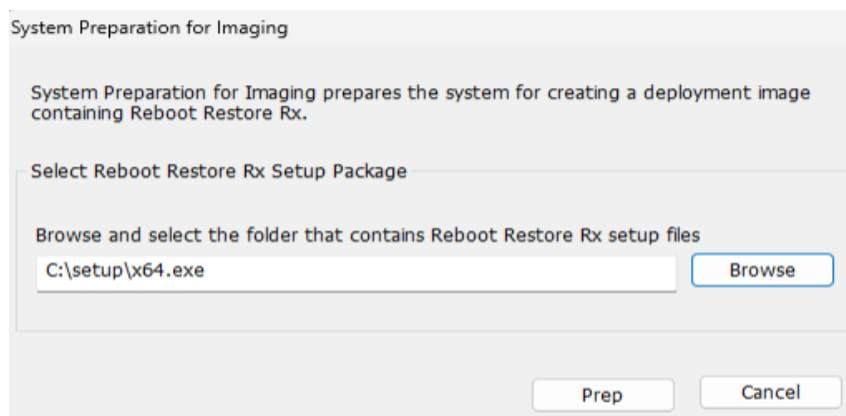 System Preparation for Imaging
System Preparation for Imaging prepares the system for creating a deployment image
containing Reboot Restore Rx.
Select Reboot Restore Rx Setup Package
Browse and select the folder that contains Reboot Restore Rx setup files
C:\setup\x64.exe
Browse
Prep
Cancel